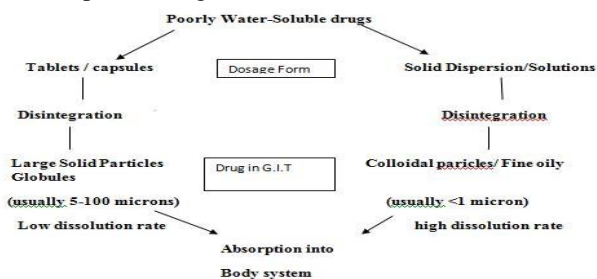 Poorly Water-Soluble drugs
Tablets / capsules
Dosage Form
Solid Dispersion/Solutions
Disintegration
Disintegration
Large Solid Particles
Globules
Drug in G.I.T
Colloidal paricles/ Fine oily
(usually 5-100 microns)
(usually <1 micron)
Low dissolution rate
high dissolution rate
Absorption into
Body system